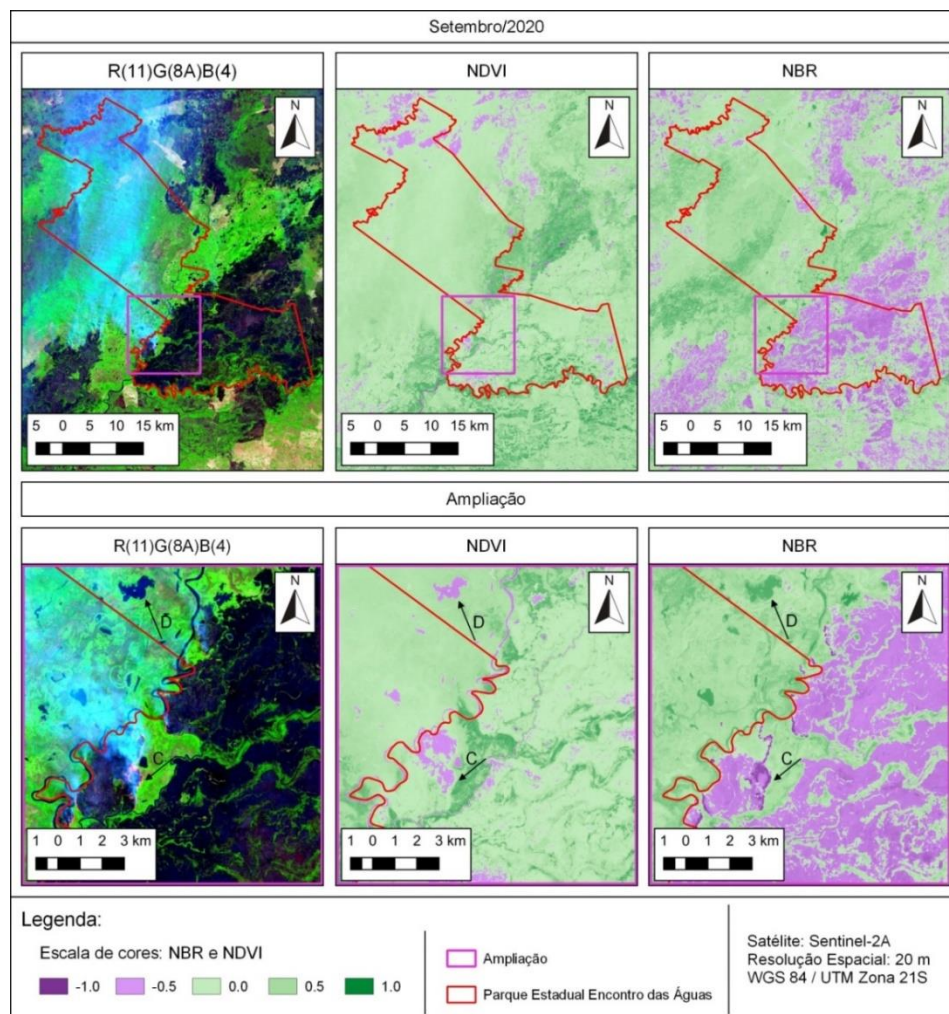 Setembro/2020
R(11)G(8A)B(4)
NDVI
NBR
N
N
N
5 0 5 10 15 km
5 0 5 10 15 km
5 0 5 10 15 km
Ampliação
R(11)G(8A)B(4)
NDVI
NBR
N
N
N
D
D
D
C
C
C
1 0 1 2 3 km
1 0 1 2 3 km
1 0 1 2 3 km
Legenda:
Escala de cores: NBR e NDVI
-1.0 -0.5 0.0 0.5 1.0
Ampliação
Parque Estadual Encontro das Águas
Satélite: Sentinel-2A
Resolução Espacial: 20 m
WGS 84 / UTM Zona 21S